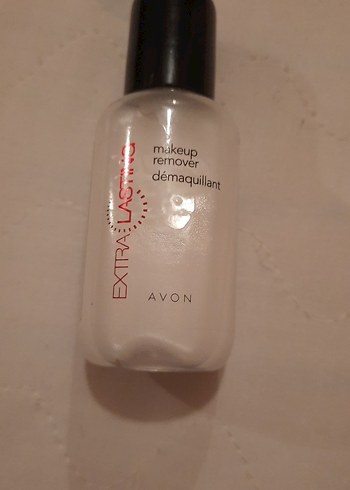 makeup
remover
démaquillant
EXTRA LASTING
AVON